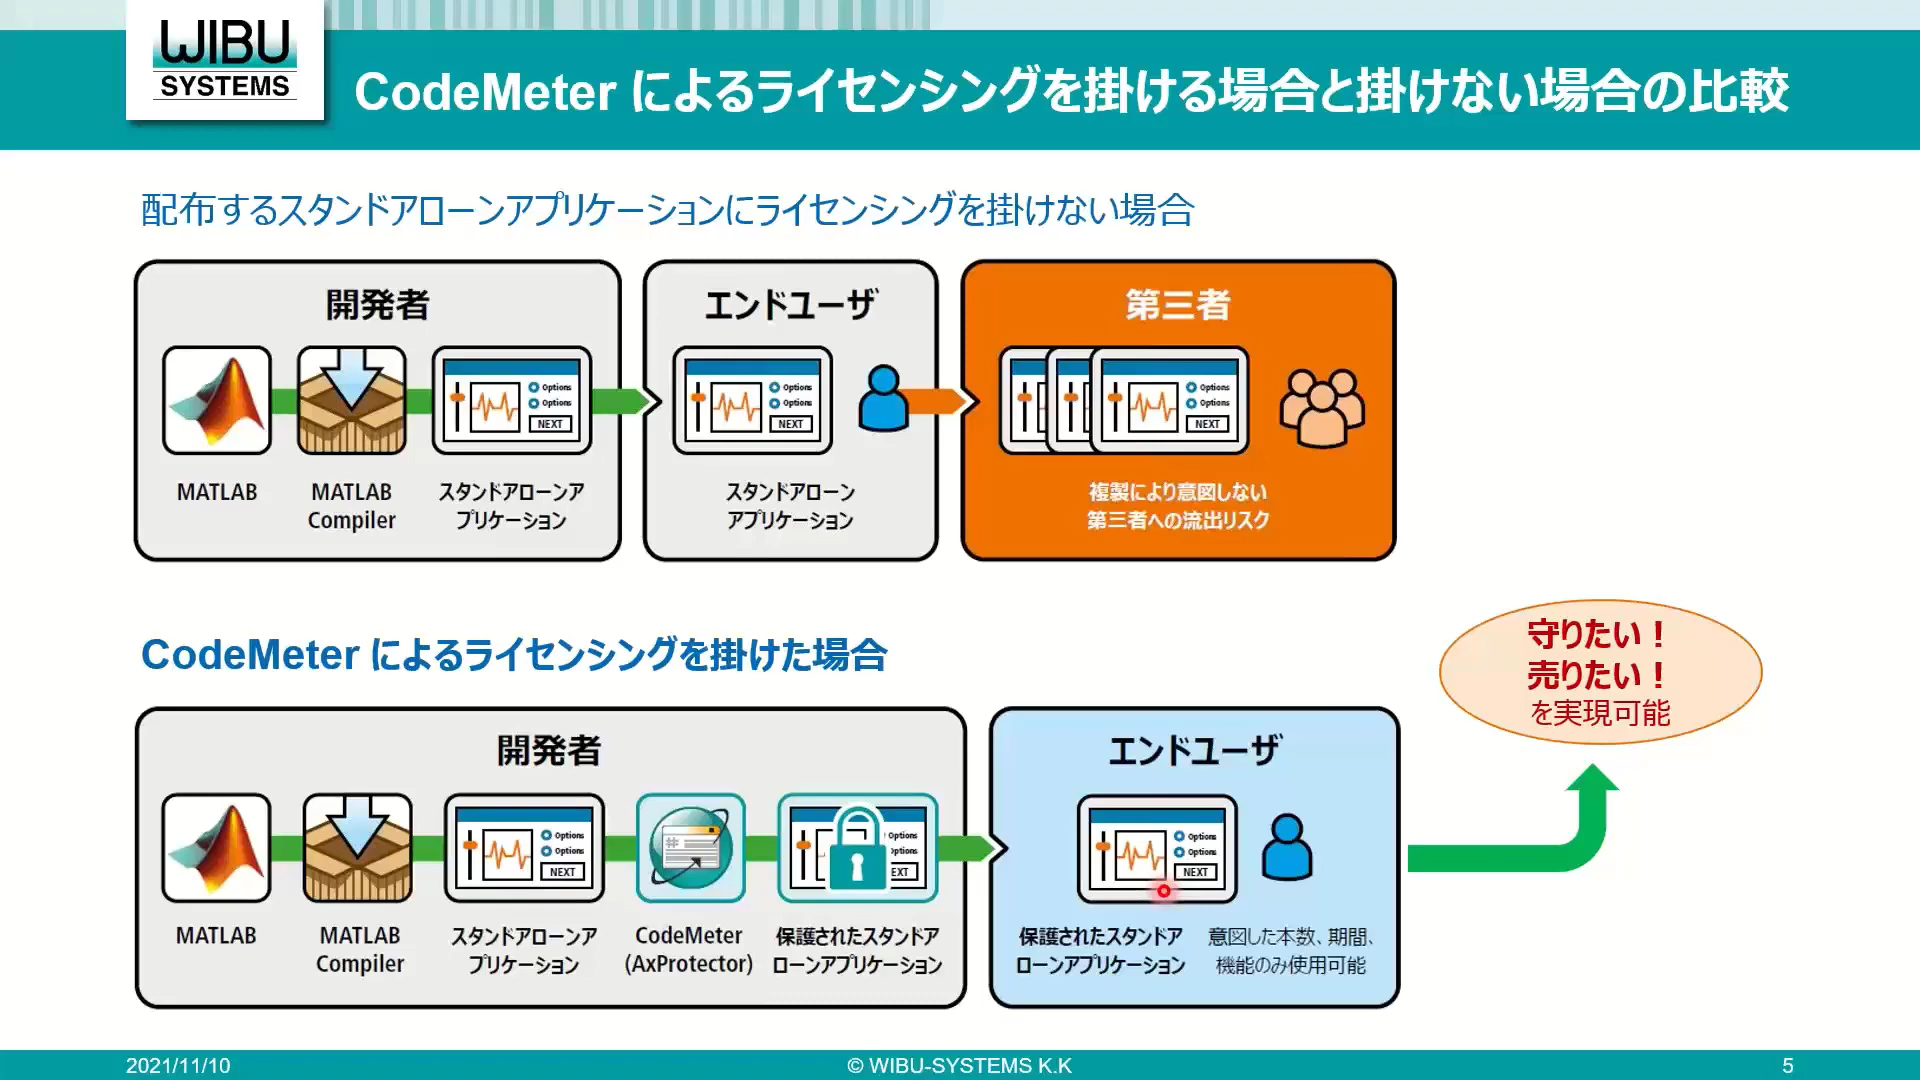 WIBU
SYSTEMS
CodeMeter によるライセンシングを掛ける場合と掛けない場合の比較
配布するスタンドアローンアプリケーションにライセンシングを掛けない場合
開発者
Options
Options
NEXT
MATLAB
MATLAB
Compiler
スタンドアローンア
プリケーション
エンドユーザ
Options
Options
NEXT
スタンドアローン
アプリケーション
第三者
Options
Options
NEXT
複製により意図しない
第三者への流出リスク
CodeMeter によるライセンシングを掛けた場合
開発者
Options
Options
NEXT
Options
ptions
EXT
MATLAB
MATLAB
Compiler
スタンドアローンア
プリケーション
CodeMeter
(AxProtector)
保護されたスタンドア
ローンアプリケーション
エンドユーザ
Options
Options
NEXT
保護されたスタンドア
ローンアプリケーション
意図した本数、期間、
機能のみ使用可能
守りたい！
売りたい！
を実現可能
2021/11/10
© WIBU-SYSTEMS K.K
5